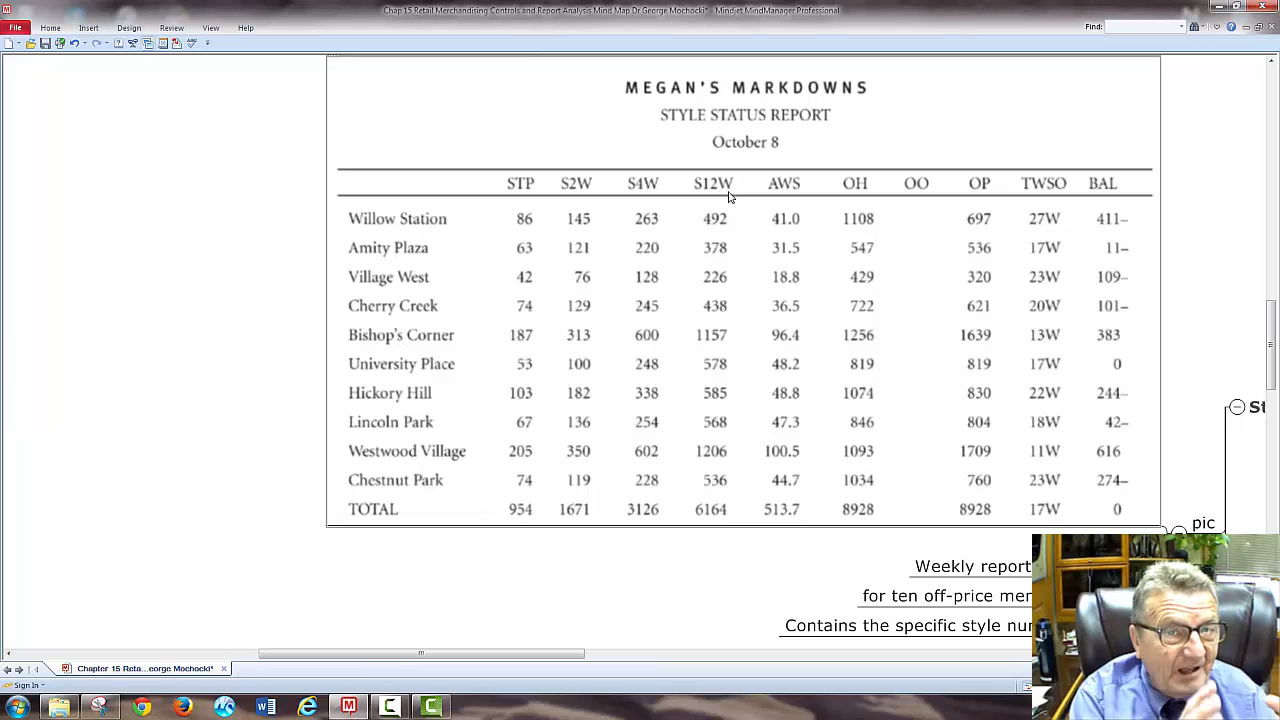 Chap 15 Retail Merchandising Controls and Report Analysis Mind Map Dr George Mochocki* - Mindjet MindManager Professional
File Home Insert Design Review View Help Find:
MEGAN'S MARKDOWNS
STYLE STATUS REPORT
October 8
STP S2W S4W S12W AWS OH OO OP TWSO BAL
Willow Station 86 145 263 492 41.0 1108 697 27W 411–
Amity Plaza 63 121 220 378 31.5 547 536 17W 11–
Village West 42 76 128 226 18.8 429 320 23W 109–
Cherry Creek 74 129 245 438 36.5 722 621 20W 101–
Bishop's Corner 187 313 600 1157 96.4 1256 1639 13W 383
University Place 53 100 248 578 48.2 819 819 17W 0
Hickory Hill 103 182 338 585 48.8 1074 830 22W 244–
Lincoln Park 67 136 254 568 47.3 846 804 18W 42–
Westwood Village 205 350 602 1206 100.5 1093 1709 11W 616
Chestnut Park 74 119 228 536 44.7 1034 760 23W 274–
TOTAL 954 1671 3126 6164 513.7 8928 8928 17W 0
St
pic
Weekly report
for ten off-price mer
Contains the specific style nu
Chapter 15 Reta...eorge Mochocki*
Sign In